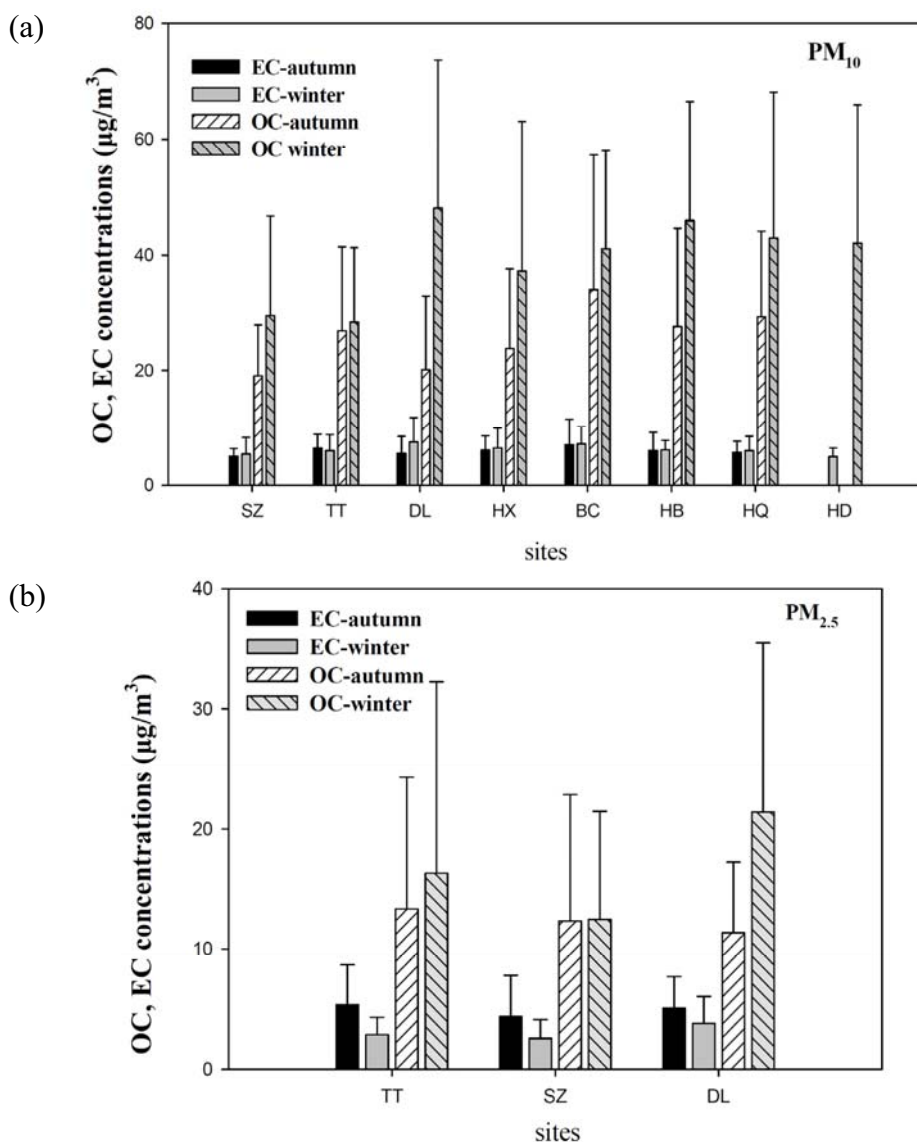 (a)
OC, EC concentrations (µg/m³)
80
60
40
20
0
PM₁₀
EC-autumn
EC-winter
OC-autumn
OC winter
SZ TT DL HX BC HB HQ HD
sites
(b)
OC, EC concentrations (µg/m³)
40
30
20
10
0
PM₂.₅
EC-autumn
EC-winter
OC-autumn
OC-winter
TT SZ DL
sites